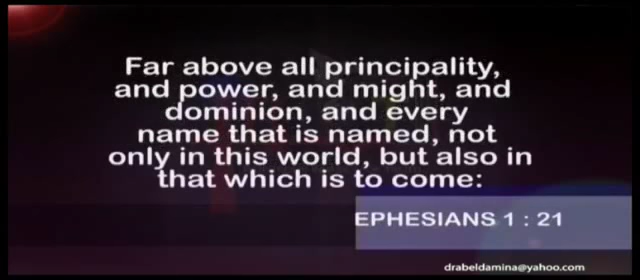 Far above all principality,
and power, and might, and
dominion, and every
name that is named, not
only in this world, but also in
that which is to come:
EPHESIANS 1 : 21
drabeldamina@yahoo.com